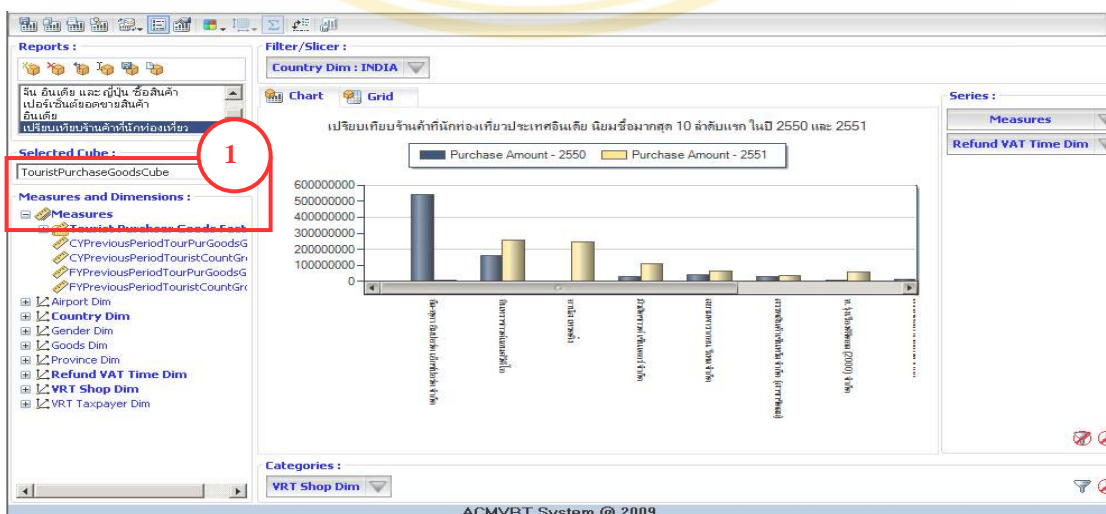 Reports :
จีน อินเดีย และ ญี่ปุ่น ซื้อสินค้า
เปอร์เซ็นต์ยอดขายสินค้า
อินเดีย
เปรียบเทียบร้านค้าที่นักท่องเที่ยว
Selected Cube :
1
TouristPurchaseGoodsCube
Measures and Dimensions :
Measures
Tourist Purchase Goods Fact
CYPreviousPeriodTourPurGoodsG
CYPreviousPeriodTouristCountGr
FYPreviousPeriodTourPurGoodsG
FYPreviousPeriodTouristCountGr
Airport Dim
Country Dim
Gender Dim
Goods Dim
Province Dim
Refund VAT Time Dim
VRT Shop Dim
VRT Taxpayer Dim
Filter/Slicer :
Country Dim : INDIA
Chart
Grid
เปรียบเทียบร้านค้าที่นักท่องเที่ยวประเทศอินเดีย นิยมซื้อมากสุด 10 ลำดับแรก ในปี 2550 และ 2551
Purchase Amount - 2550
Purchase Amount - 2551
600000000
500000000
400000000
300000000
200000000
100000000
0
Series :
Measures
Refund VAT Time Dim
Categories :
VRT Shop Dim
ACMVRT System @ 2009